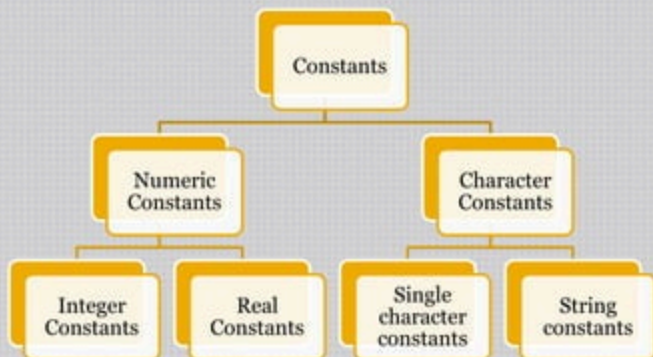 Constants
Numeric
Constants
Character
Constants
Integer
Constants
Real
Constants
Single
character
constants
String
constants